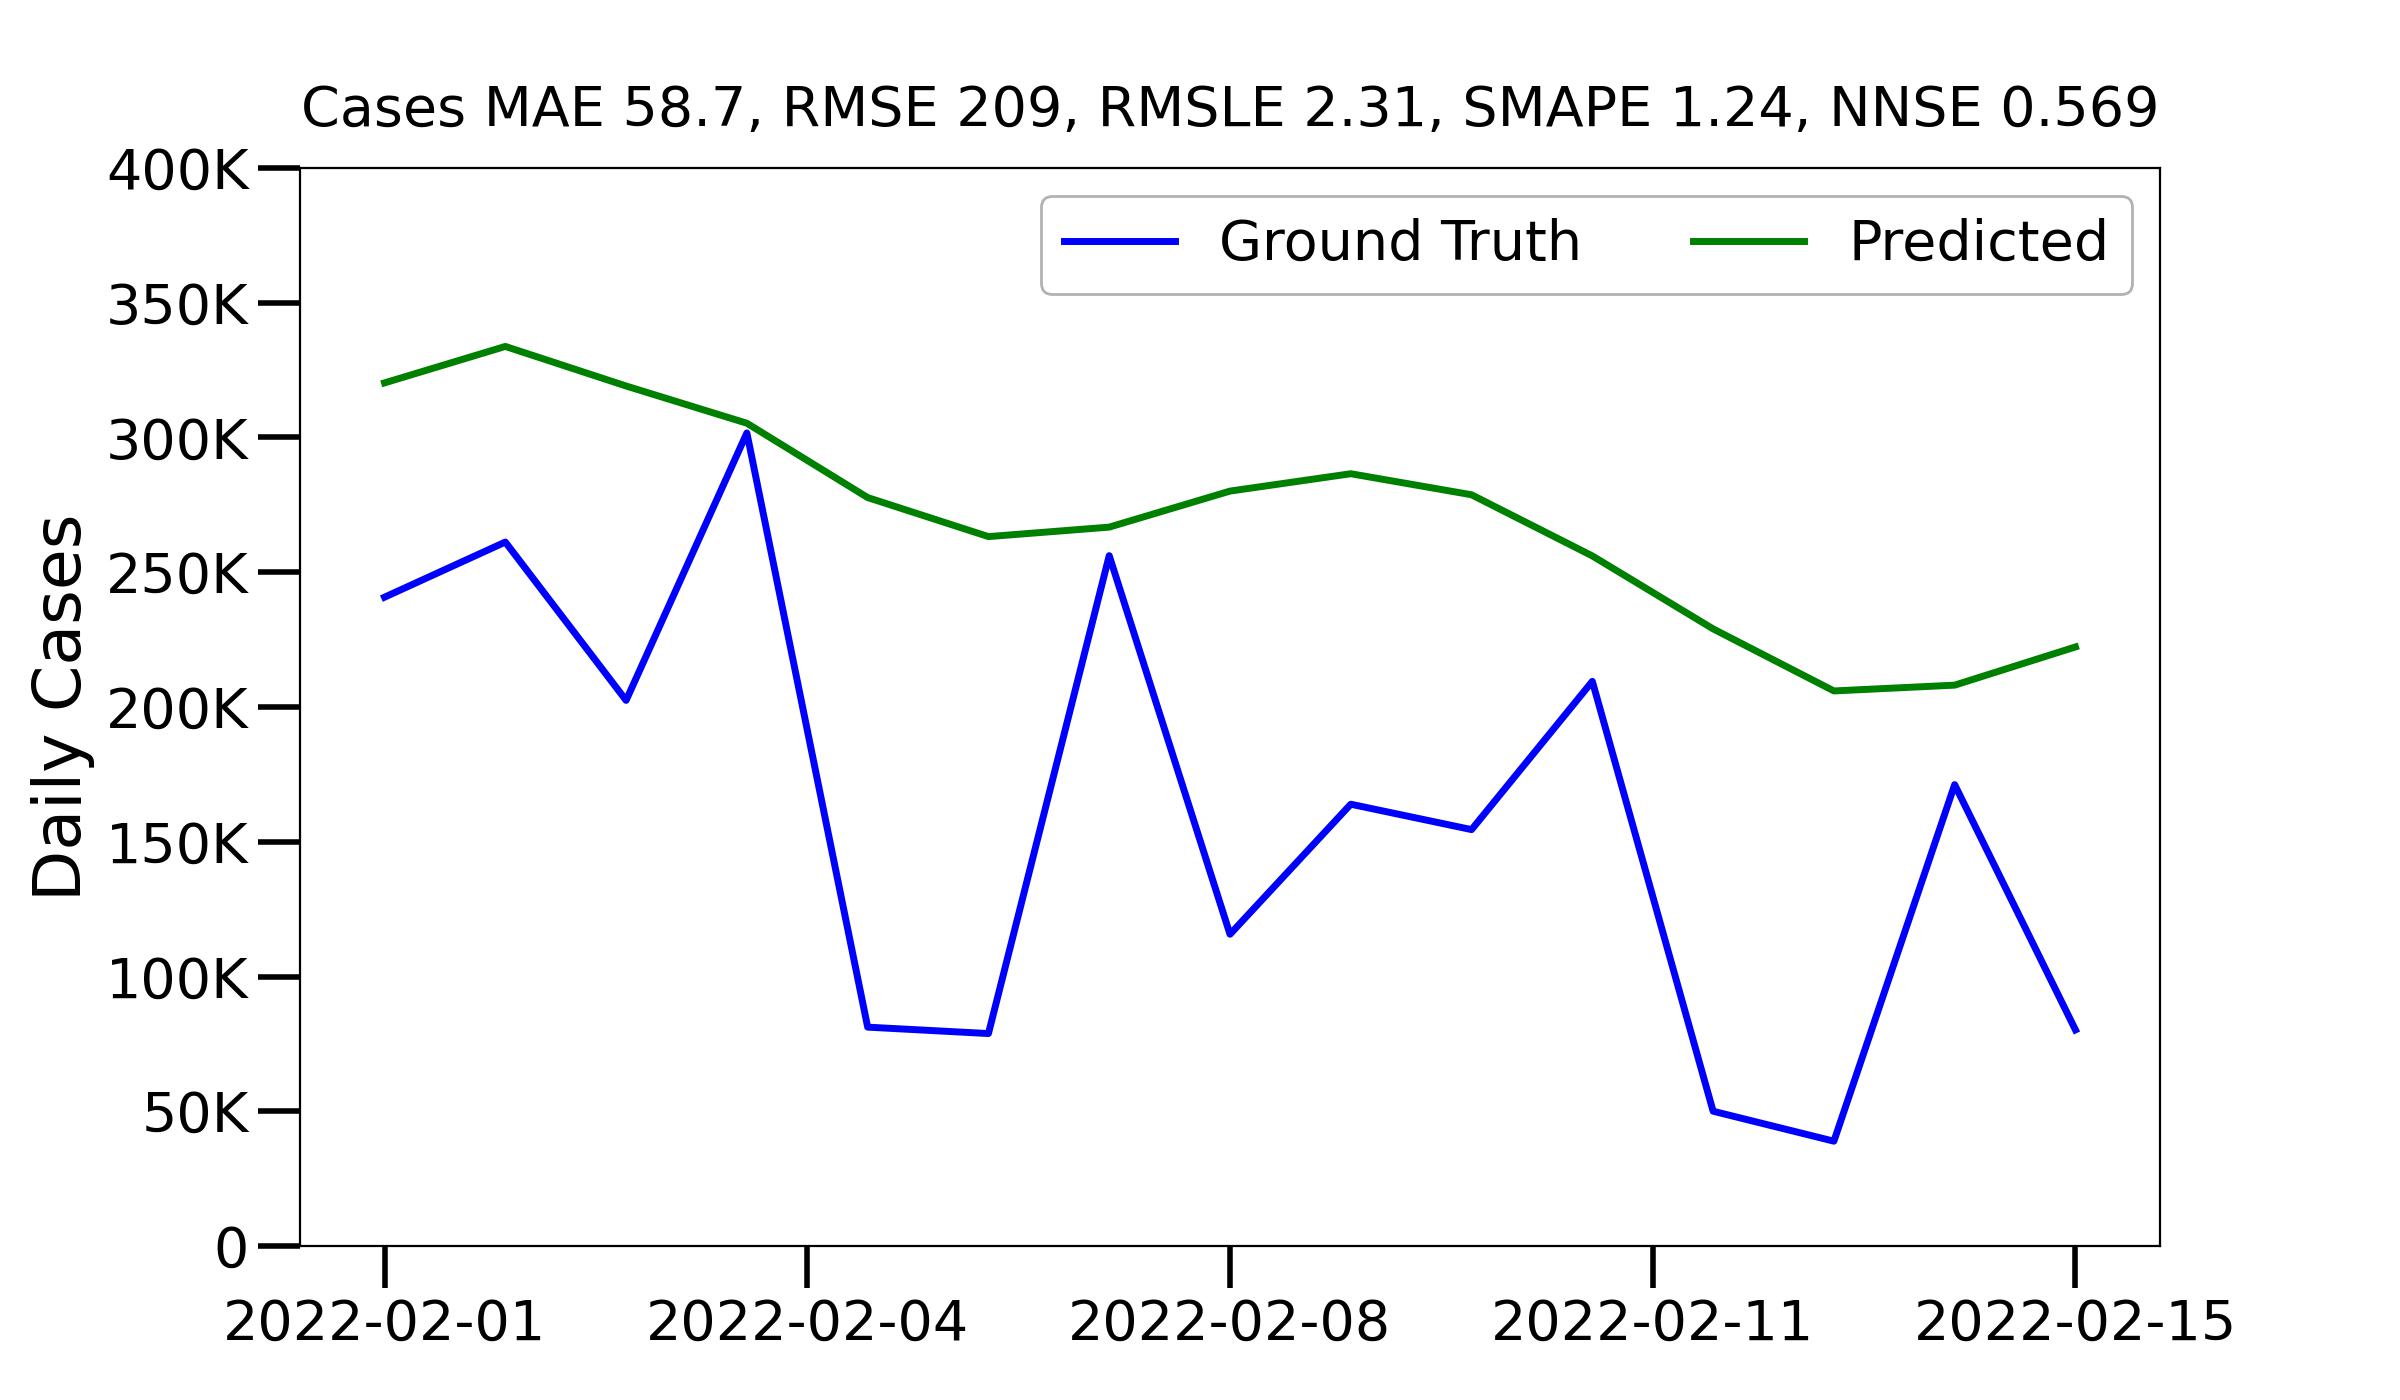 Cases MAE 58.7, RMSE 209, RMSLE 2.31, SMAPE 1.24, NNSE 0.569
Ground Truth
Predicted
Daily Cases
400K
350K
300K
250K
200K
150K
100K
50K
0
2022-02-01
2022-02-04
2022-02-08
2022-02-11
2022-02-15